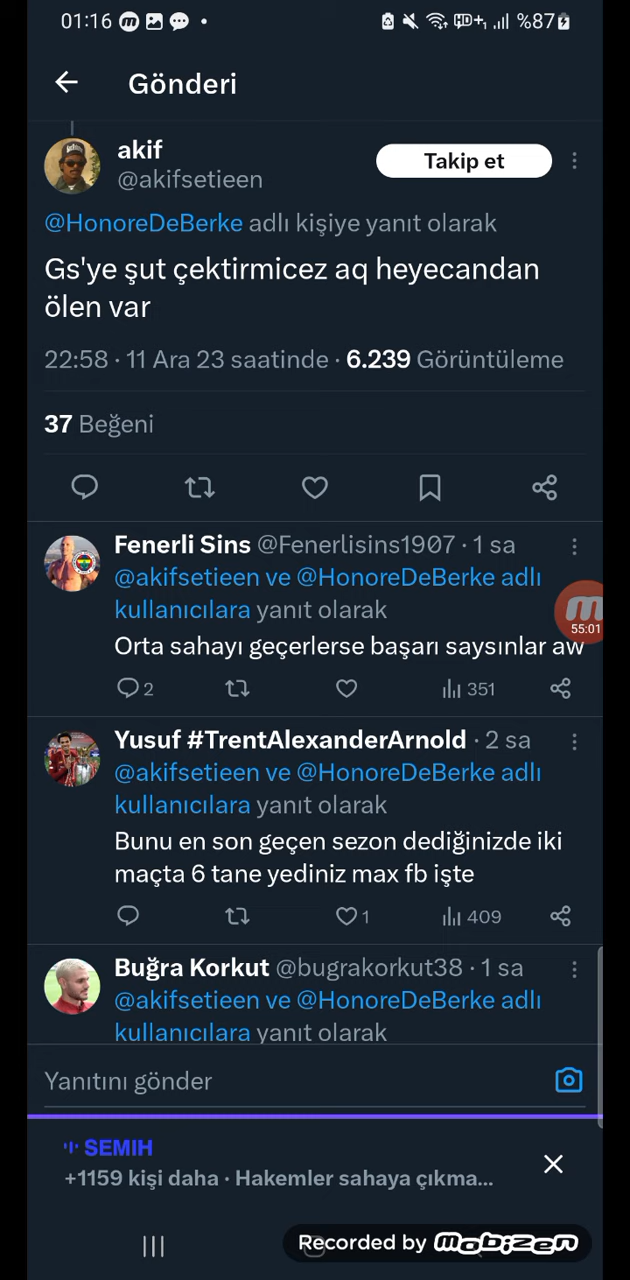 01:16
HD+ %87
Gönderi
akif
Takip et
@akifsetieen
@HonoreDeBerke adlı kişiye yanıt olarak
Gs'ye şut çektirmicez aq heyecandan
ölen var
22:58 · 11 Ara 23 saatinde · 6.239 Görüntüleme
37 Beğeni
Fenerli Sins @Fenerlisins1907 · 1 sa
@akifsetieen ve @HonoreDeBerke adlı
kullanıcılara yanıt olarak
55:01
Orta sahayı geçerlerse başarı saysınlar aw
2 351
Yusuf #TrentAlexanderArnold · 2 sa
@akifsetieen ve @HonoreDeBerke adlı
kullanıcılara yanıt olarak
Bunu en son geçen sezon dediğinizde iki
maçta 6 tane yediniz max fb işte
1 409
Buğra Korkut @bugrakorkut38 · 1 sa
@akifsetieen ve @HonoreDeBerke adlı
kullanıcılara yanıt olarak
Yanıtını gönder
SEMIH
+1159 kişi daha · Hakemler sahaya çıkma...
Recorded by mobizen